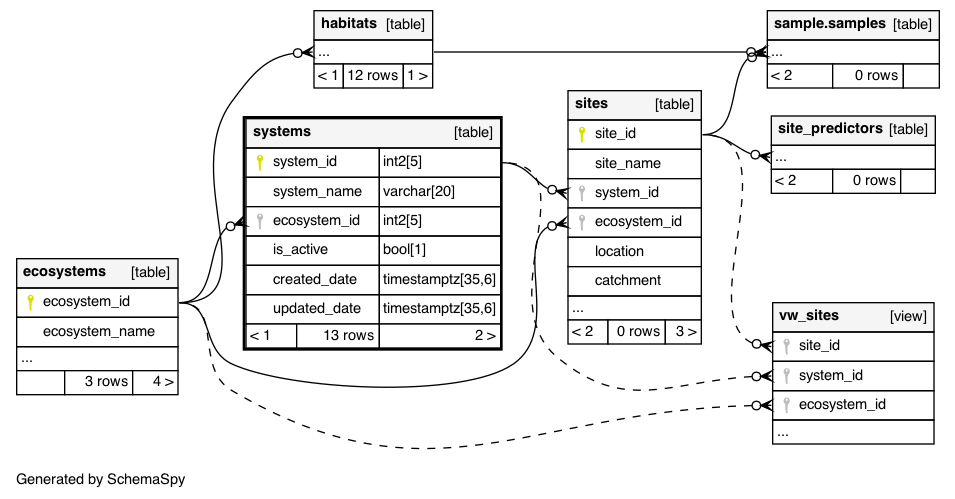 habitats [table]
...
< 1 12 rows 1 >
sample.samples [table]
...
< 2 0 rows
systems [table]
system_id int2[5]
system_name varchar[20]
ecosystem_id int2[5]
is_active bool[1]
created_date timestamptz[35,6]
updated_date timestamptz[35,6]
< 1 13 rows 2 >
sites [table]
site_id
site_name
system_id
ecosystem_id
location
catchment
...
< 2 0 rows 3 >
site_predictors [table]
...
< 2 0 rows
ecosystems [table]
ecosystem_id
ecosystem_name
...
3 rows 4 >
vw_sites [view]
site_id
system_id
ecosystem_id
...
Generated by SchemaSpy